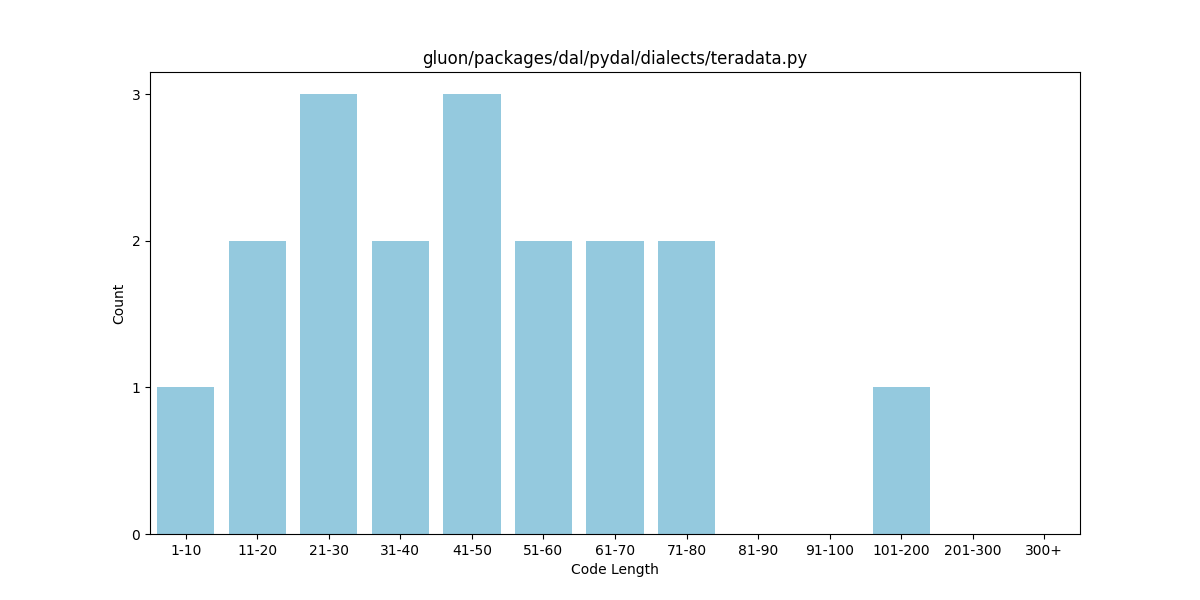 gluon/packages/dal/pydal/dialects/teradata.py
Count
3
2
1
0
1-10 11-20 21-30 31-40 41-50 51-60 61-70 71-80 81-90 91-100 101-200 201-300 300+
Code Length